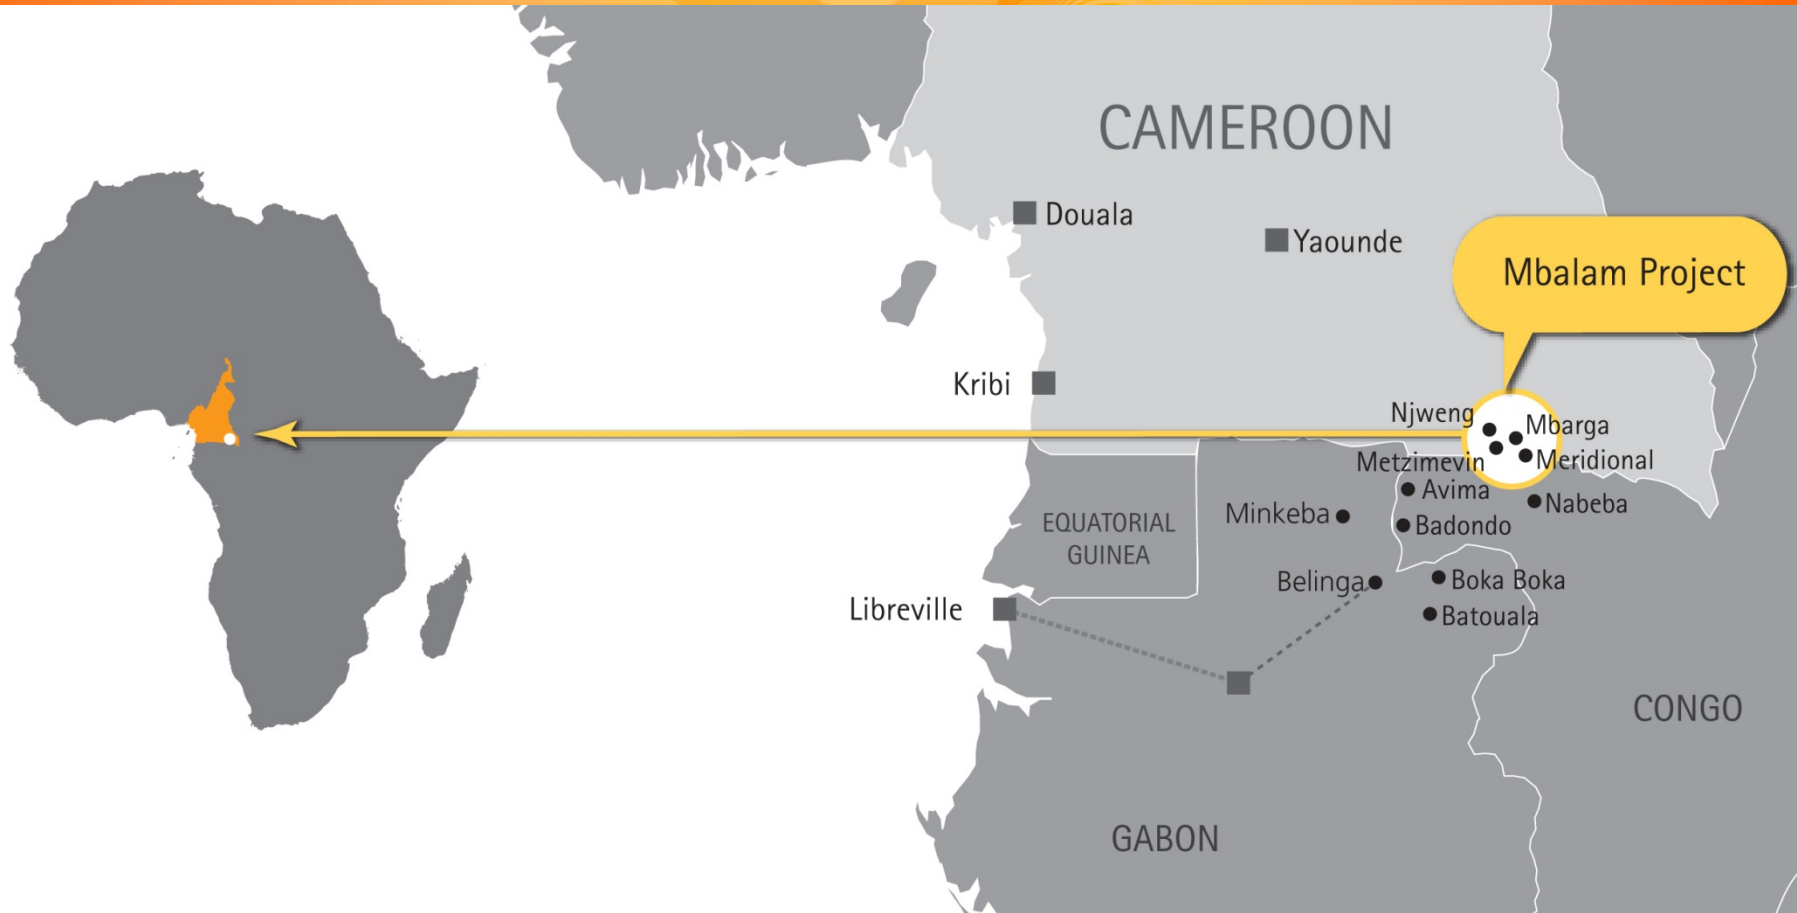 CAMEROON
Douala
Yaounde
Mbalam Project
Kribi
Njweng
Mbarga
Metzimevin
Meridional
Avima
Nabeba
Minkeba
Badondo
EQUATORIAL
GUINEA
Belinga
Boka Boka
Batouala
Libreville
CONGO
GABON